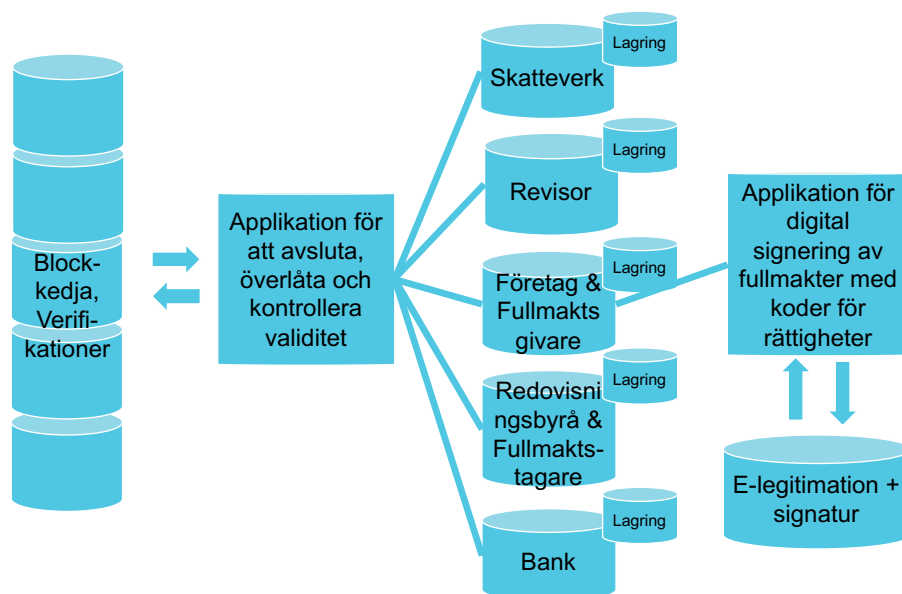 Block-
kedja,
Verifi-
kationer
Applikation för
att avsluta,
överlåta och
kontrollera
validitet
Skatteverk
Lagring
Revisor
Lagring
Företag &
Fullmakts
givare
Lagring
Redovisni
ngsbyrå &
Fullmakts-
tagare
Lagring
Bank
Lagring
Applikation för
digital
signering av
fullmakter med
koder för
rättigheter
E-legitimation +
signatur